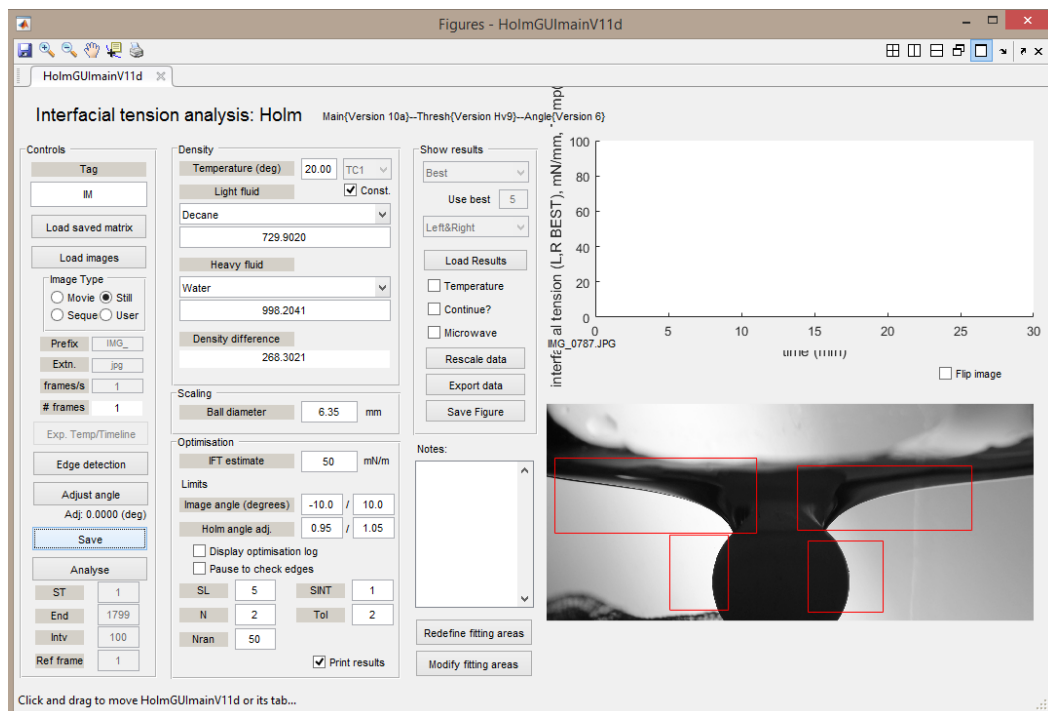 Figures - HolmGUImainV11d
HolmGUImainV11d
Interfacial tension analysis: Holm
Main{Version 10a}--Thresh{Version Hv9}--Angle{Version 6}
Controls
Tag
IM
Load saved matrix
Load images
Image Type
Movie Still
Seque User
Prefix IMG_
Extn. jpg
frames/s 1
# frames 1
Exp. Temp/Timeline
Edge detection
Adjust angle
Adj: 0.0000 (deg)
Save
Analyse
ST 1
End 1799
Intv 100
Ref frame 1
Density
Temperature (deg) 20.00 TC1
Light fluid Const.
Decane
729.9020
Heavy fluid
Water
998.2041
Density difference
268.3021
Scaling
Ball diameter 6.35 mm
Optimisation
IFT estimate 50 mN/m
Limits
Image angle (degrees) -10.0 / 10.0
Holm angle adj. 0.95 / 1.05
Display optimisation log
Pause to check edges
SL 5 SINT 1
N 2 Tol 2
Nran 50
Print results
Show results
Best
Use best 5
Left&Right
Load Results
Temperature
Continue?
Microwave
Rescale data
Export data
Save Figure
Notes:
Redefine fitting areas
Modify fitting areas
interfacial tension (L,R BEST), mN/mm,
100
80
60
40
20
0
0 5 10 15 20 25 30
time (mm)
IMG_0787.JPG
Flip image
Click and drag to move HolmGUImainV11d or its tab...